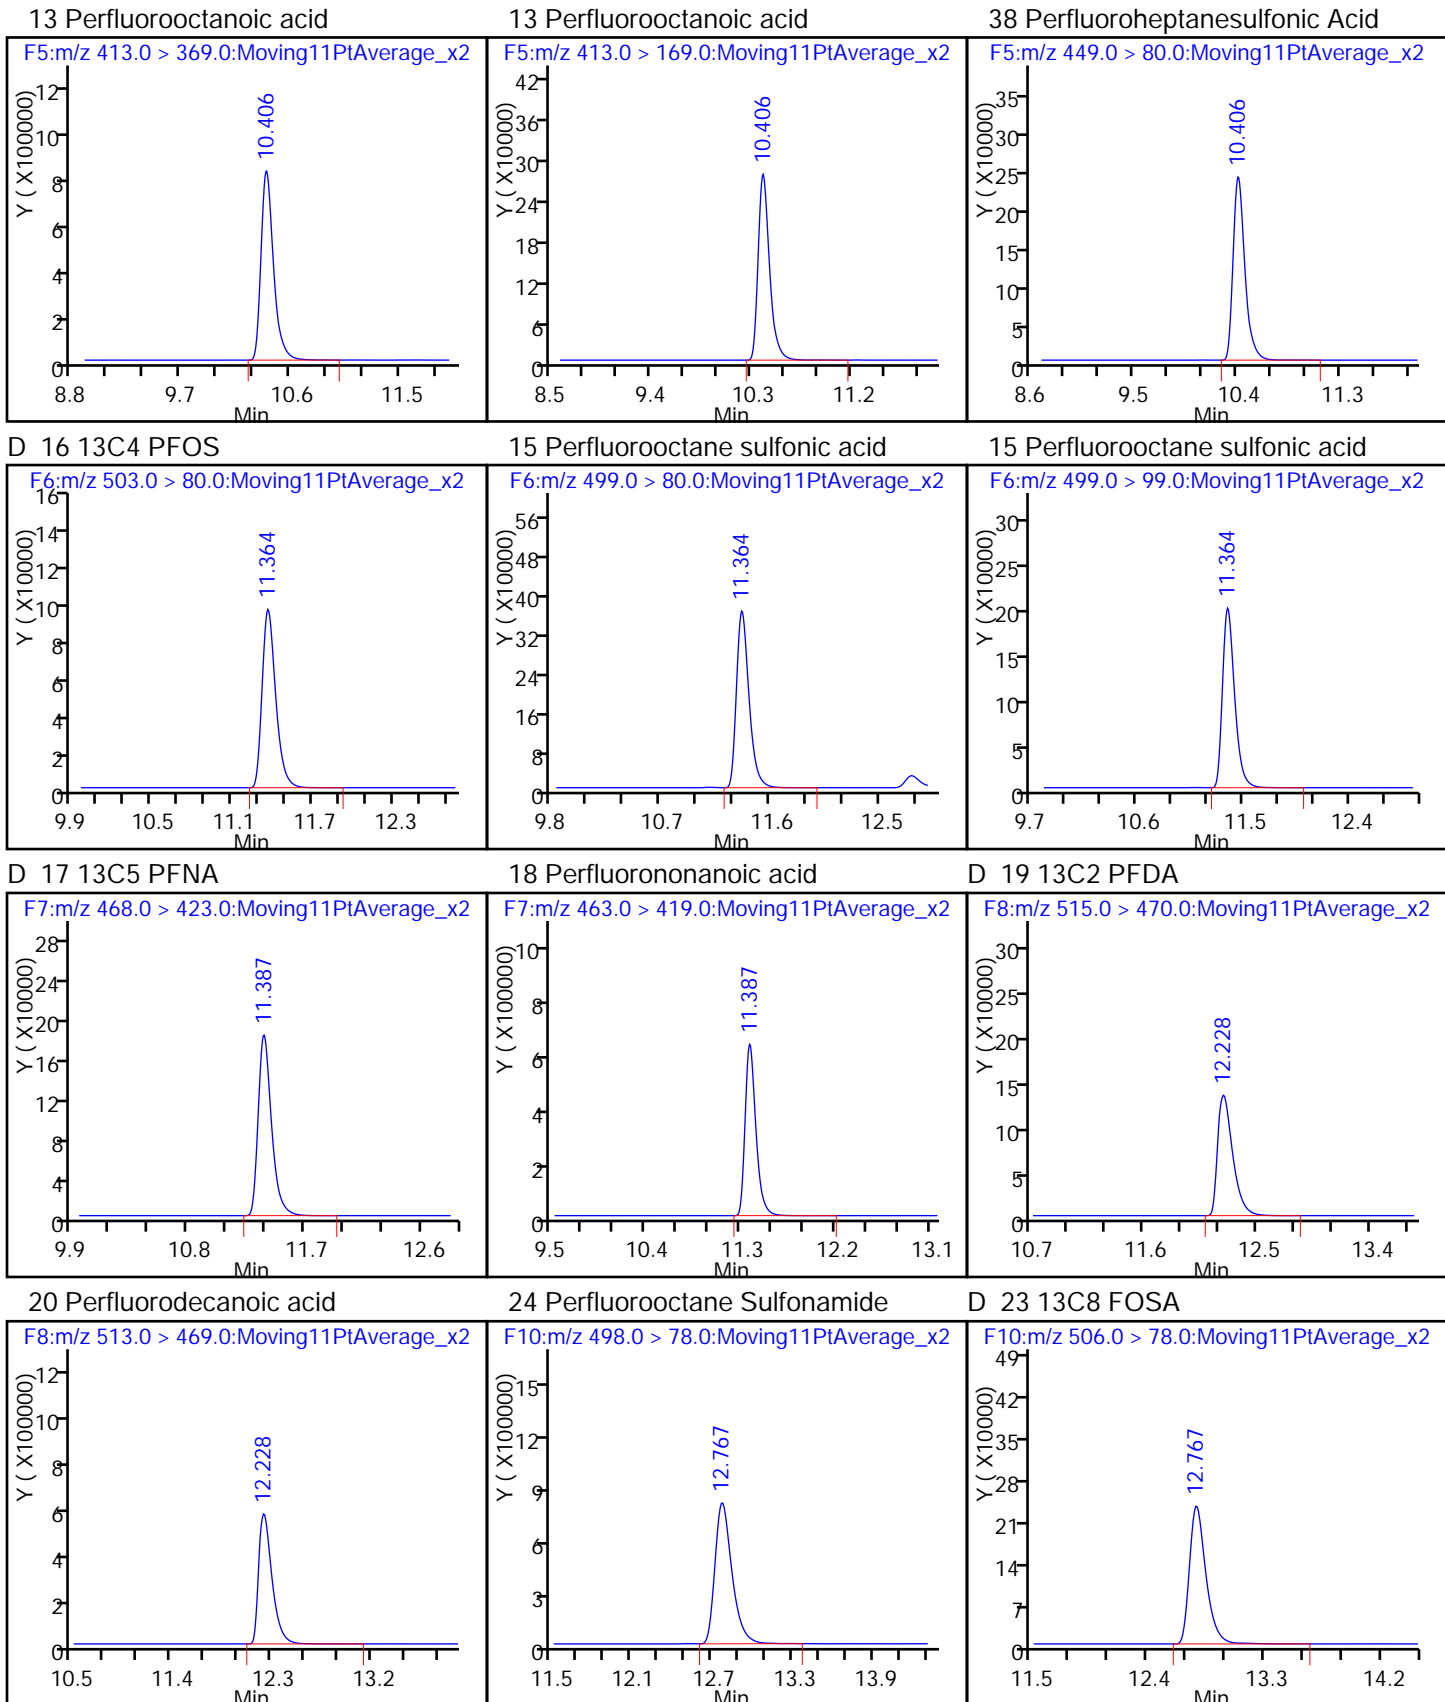 13 Perfluorooctanoic acid
F5:m/z 413.0 > 369.0:Moving11PtAverage_x2
Y ( X100000)
12
10
8
6
4
2
0
10.406
8.8 9.7 10.6 11.5
Min
13 Perfluorooctanoic acid
F5:m/z 413.0 > 169.0:Moving11PtAverage_x2
Y ( X100000)
42
36
30
24
18
12
6
0
10.406
8.5 9.4 10.3 11.2
Min
38 Perfluoroheptanesulfonic Acid
F5:m/z 449.0 > 80.0:Moving11PtAverage_x2
Y ( X100000)
35
30
25
20
15
10
5
0
10.406
8.6 9.5 10.4 11.3
Min
D 16 13C4 PFOS
F6:m/z 503.0 > 80.0:Moving11PtAverage_x2
Y ( X10000)
16
14
12
10
8
6
4
2
0
11.364
9.9 10.5 11.1 11.7 12.3
Min
15 Perfluorooctane sulfonic acid
F6:m/z 499.0 > 80.0:Moving11PtAverage_x2
Y ( X10000)
56
48
40
32
24
16
8
0
11.364
9.8 10.7 11.6 12.5
Min
15 Perfluorooctane sulfonic acid
F6:m/z 499.0 > 99.0:Moving11PtAverage_x2
Y ( X10000)
30
25
20
15
10
5
0
11.364
9.7 10.6 11.5 12.4
Min
D 17 13C5 PFNA
F7:m/z 468.0 > 423.0:Moving11PtAverage_x2
Y ( X10000)
28
24
20
16
12
8
4
0
11.387
9.9 10.8 11.7 12.6
Min
18 Perfluorononanoic acid
F7:m/z 463.0 > 419.0:Moving11PtAverage_x2
Y ( X100000)
10
8
6
4
2
0
11.387
9.5 10.4 11.3 12.2 13.1
Min
D 19 13C2 PFDA
F8:m/z 515.0 > 470.0:Moving11PtAverage_x2
Y ( X10000)
30
25
20
15
10
5
0
12.228
10.7 11.6 12.5 13.4
Min
20 Perfluorodecanoic acid
F8:m/z 513.0 > 469.0:Moving11PtAverage_x2
Y ( X100000)
12
10
8
6
4
2
0
12.228
10.5 11.4 12.3 13.2
Min
24 Perfluorooctane Sulfonamide
F10:m/z 498.0 > 78.0:Moving11PtAverage_x2
Y ( X100000)
15
12
9
6
3
0
12.767
11.5 12.1 12.7 13.3 13.9
Min
D 23 13C8 FOSA
F10:m/z 506.0 > 78.0:Moving11PtAverage_x2
Y ( X10000)
49
42
35
28
21
14
7
0
12.767
11.5 12.4 13.3 14.2
Min